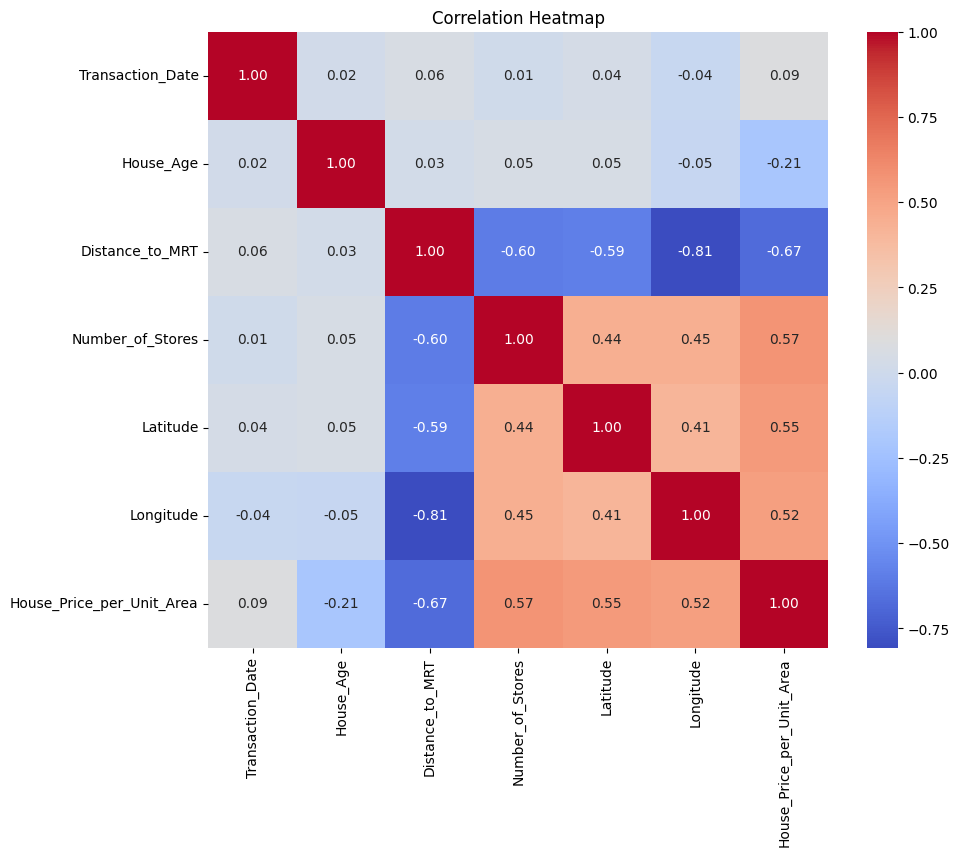 Correlation Heatmap
Transaction_Date 1.00 0.02 0.06 0.01 0.04 -0.04 0.09
House_Age 0.02 1.00 0.03 0.05 0.05 -0.05 -0.21
Distance_to_MRT 0.06 0.03 1.00 -0.60 -0.59 -0.81 -0.67
Number_of_Stores 0.01 0.05 -0.60 1.00 0.44 0.45 0.57
Latitude 0.04 0.05 -0.59 0.44 1.00 0.41 0.55
Longitude -0.04 -0.05 -0.81 0.45 0.41 1.00 0.52
House_Price_per_Unit_Area 0.09 -0.21 -0.67 0.57 0.55 0.52 1.00
Transaction_Date
House_Age
Distance_to_MRT
Number_of_Stores
Latitude
Longitude
House_Price_per_Unit_Area
1.00
0.75
0.50
0.25
0.00
−0.25
−0.50
−0.75